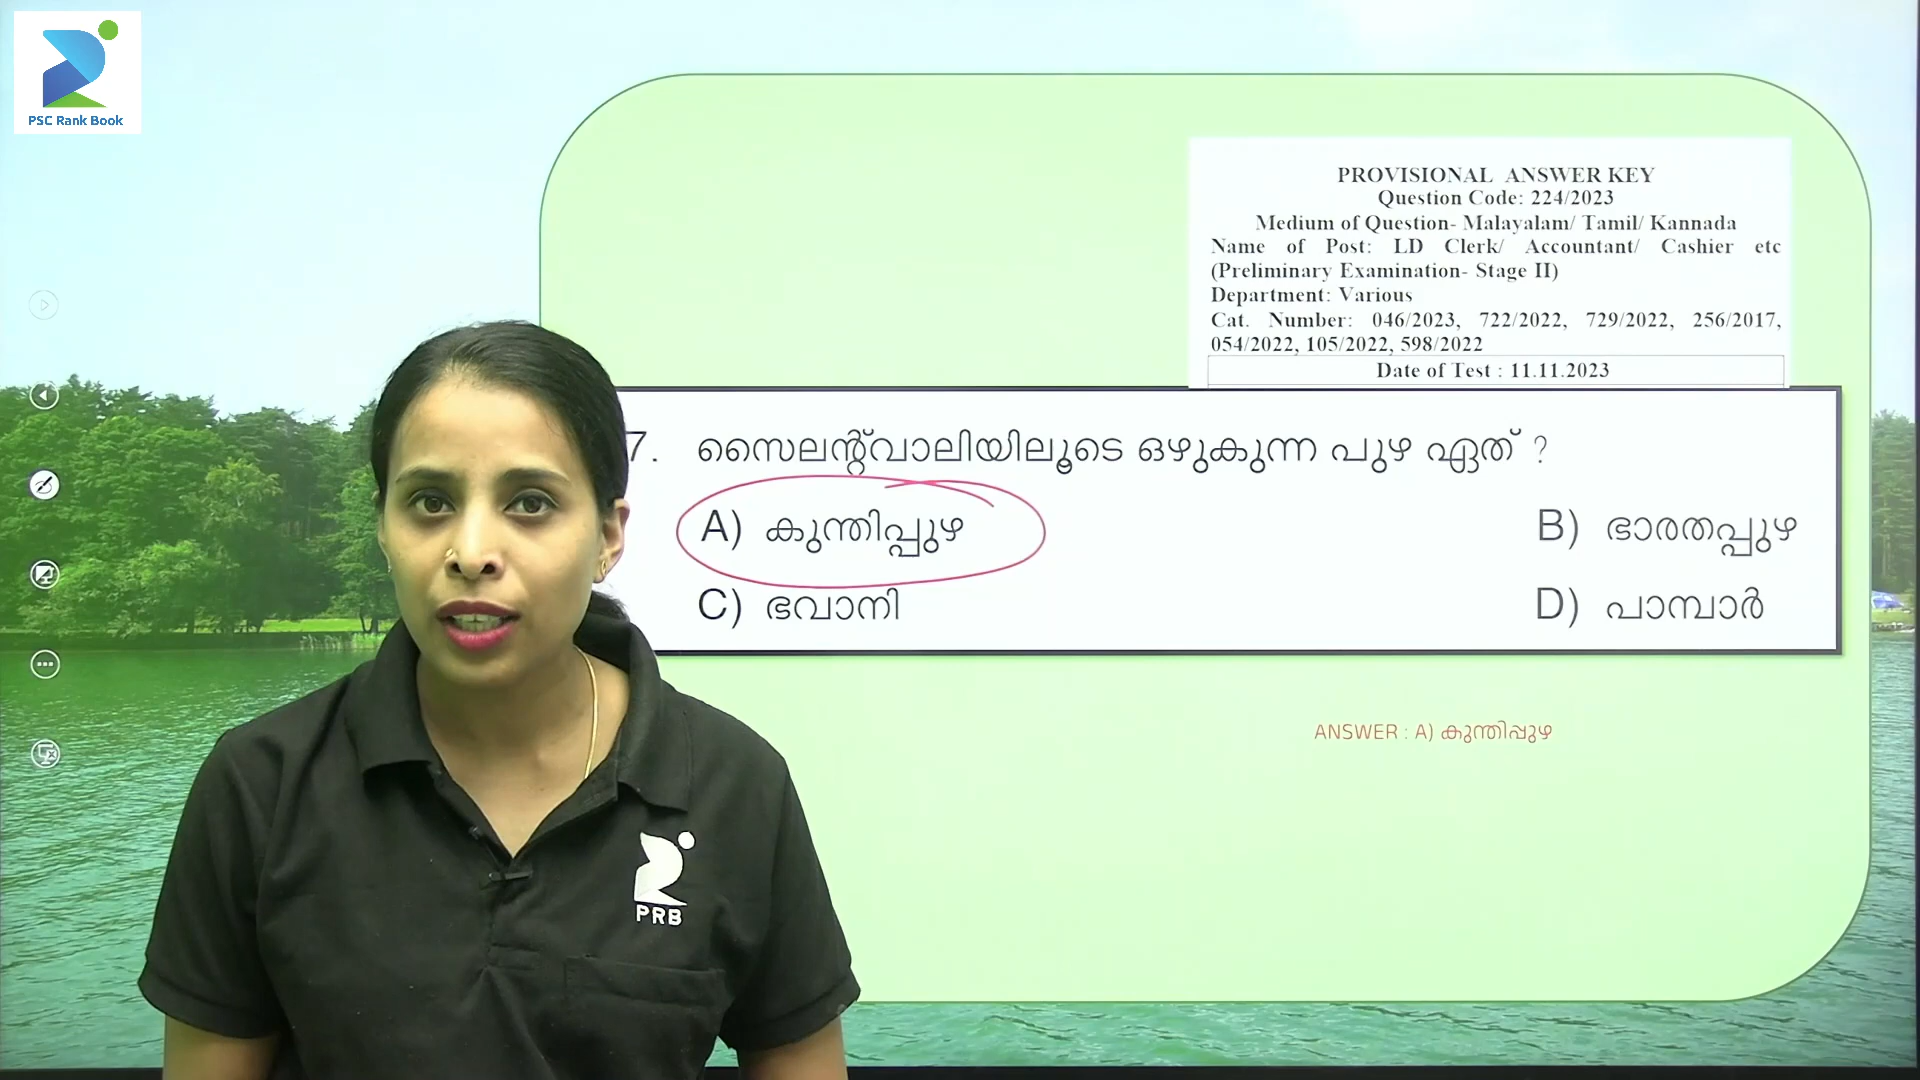 PSC Rank Book
PROVISIONAL ANSWER KEY
Question Code: 224/2023
Medium of Question- Malayalam/ Tamil/ Kannada
Name of Post: LD Clerk/ Accountant/ Cashier etc
(Preliminary Examination- Stage II)
Department: Various
Cat. Number: 046/2023, 722/2022, 729/2022, 256/2017,
054/2022, 105/2022, 598/2022
Date of Test : 11.11.2023
7. സൈലന്റ്‌വാലിയിലൂടെ ഒഴുകുന്ന പുഴ ഏത് ?
A) കുന്തിപ്പുഴ B) ഭാരതപ്പുഴ
C) ഭവാനി D) പാമ്പാർ
ANSWER : A) കുന്തിപ്പുഴ
PRB